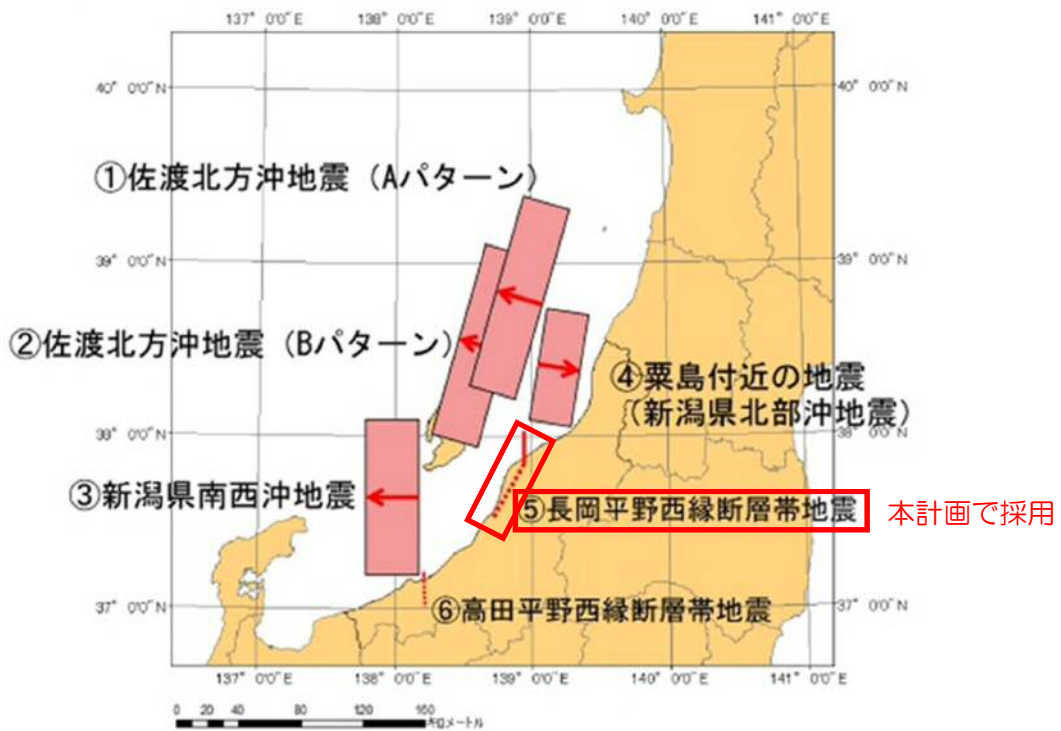 137° 0'0"E 138° 0'0"E 139° 0'0"E 140° 0'0"E 141° 0'0"E
40° 0'0"N 40° 0'0"N
①佐渡北方沖地震（Aパターン）
39° 0'0"N 39° 0'0"N
②佐渡北方沖地震（Bパターン）
④粟島付近の地震
（新潟県北部沖地震）
38° 0'0"N 38° 0'0"N
③新潟県南西沖地震
⑤長岡平野西縁断層帯地震 本計画で採用
37° 0'0"N 37° 0'0"N
⑥高田平野西縁断層帯地震
137° 0'0"E 138° 0'0"E 139° 0'0"E 140° 0'0"E 141° 0'0"E
0 20 40 80 120 160
キロメートル